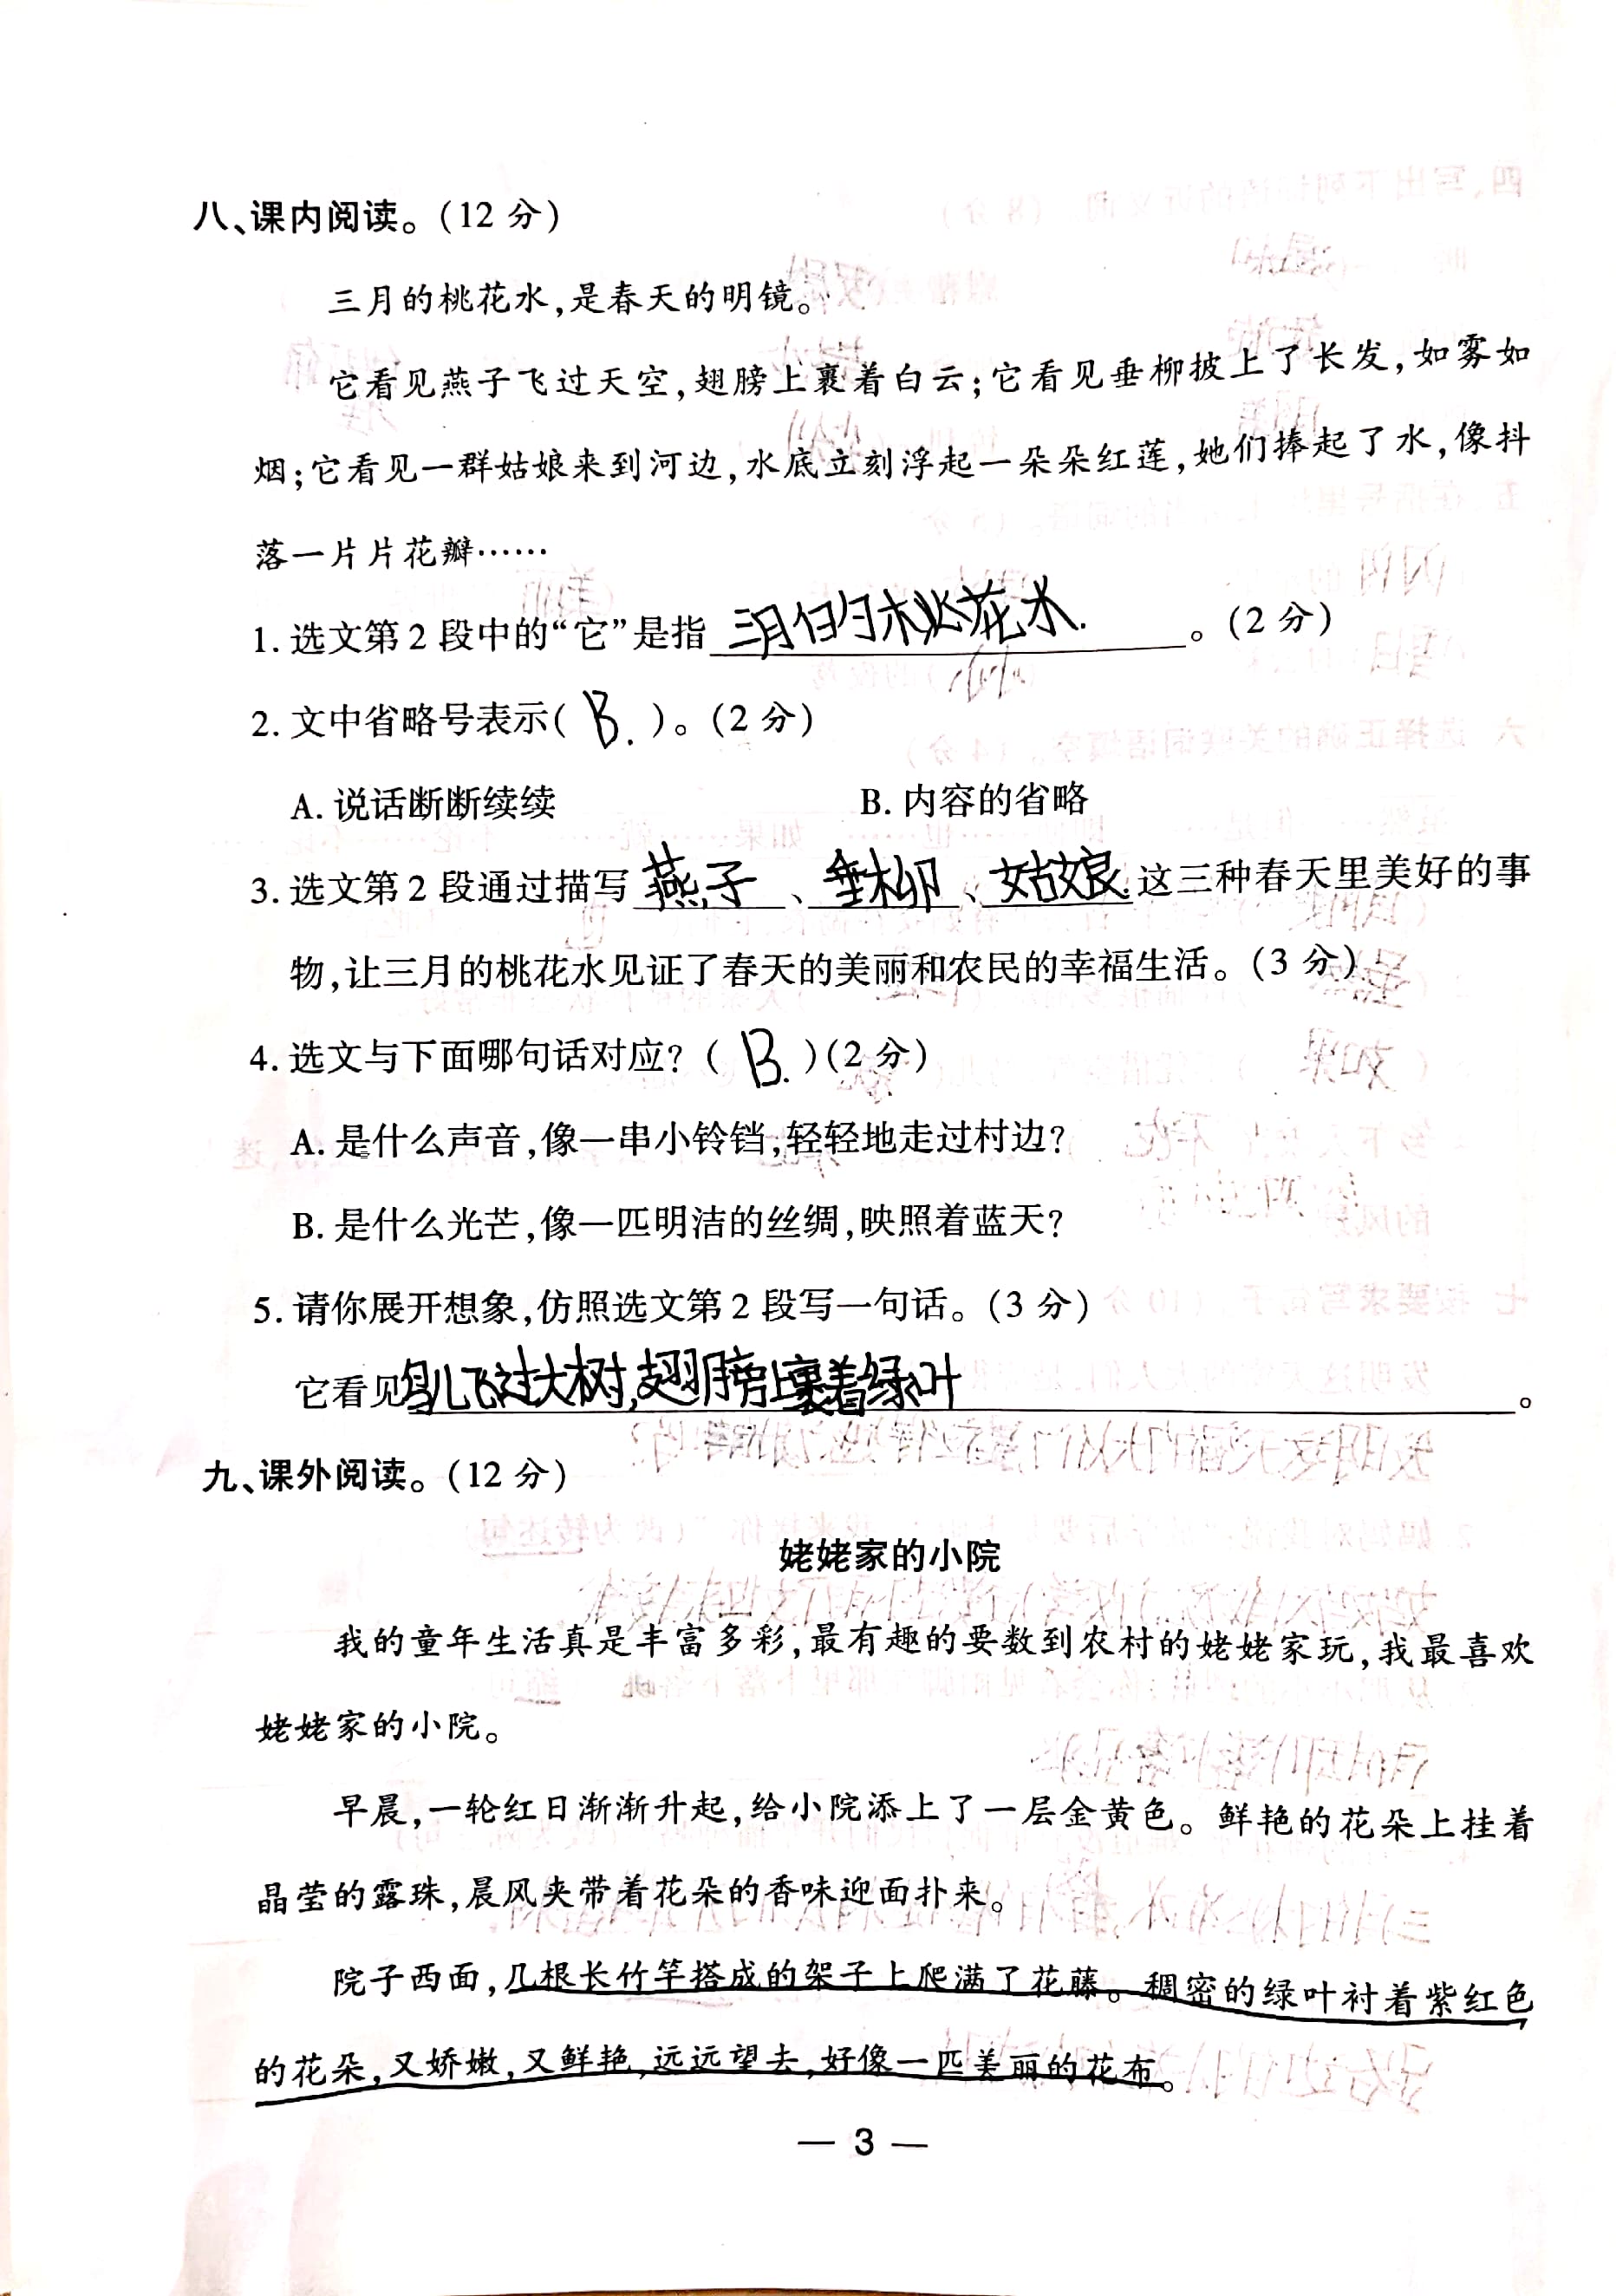 八、课内阅读。(12 分)
三月的桃花水,是春天的明镜。
它看见燕子飞过天空,翅膀上裹着白云;它看见垂柳披上了长发,如雾如
烟;它看见一群姑娘来到河边,水底立刻浮起一朵朵红莲,她们捧起了水,像抖
落一片片花瓣……
1. 选文第 2 段中的“它”是指 三月的桃花水. 。(2 分)
2. 文中省略号表示( B. )。(2 分)
A. 说话断断续续 B. 内容的省略
3. 选文第 2 段通过描写 燕子 、垂柳 、姑娘. 这三种春天里美好的事
物,让三月的桃花水见证了春天的美丽和农民的幸福生活。(3 分)
4. 选文与下面哪句话对应?( B. )(2 分)
A. 是什么声音,像一串小铃铛,轻轻地走过村边?
B. 是什么光芒,像一匹明洁的丝绸,映照着蓝天?
5. 请你展开想象,仿照选文第 2 段写一句话。(3 分)
它看见鸟儿飞过大树,翅膀上裹着绿叶 。
九、课外阅读。(12 分)
姥姥家的小院
我的童年生活真是丰富多彩,最有趣的要数到农村的姥姥家玩,我最喜欢
姥姥家的小院。
早晨,一轮红日渐渐升起,给小院添上了一层金黄色。鲜艳的花朵上挂着
晶莹的露珠,晨风夹带着花朵的香味迎面扑来。
院子西面,几根长竹竿搭成的架子上爬满了花藤。稠密的绿叶衬着紫红色
的花朵,又娇嫩,又鲜艳,远远望去,好像一匹美丽的花布。
— 3 —